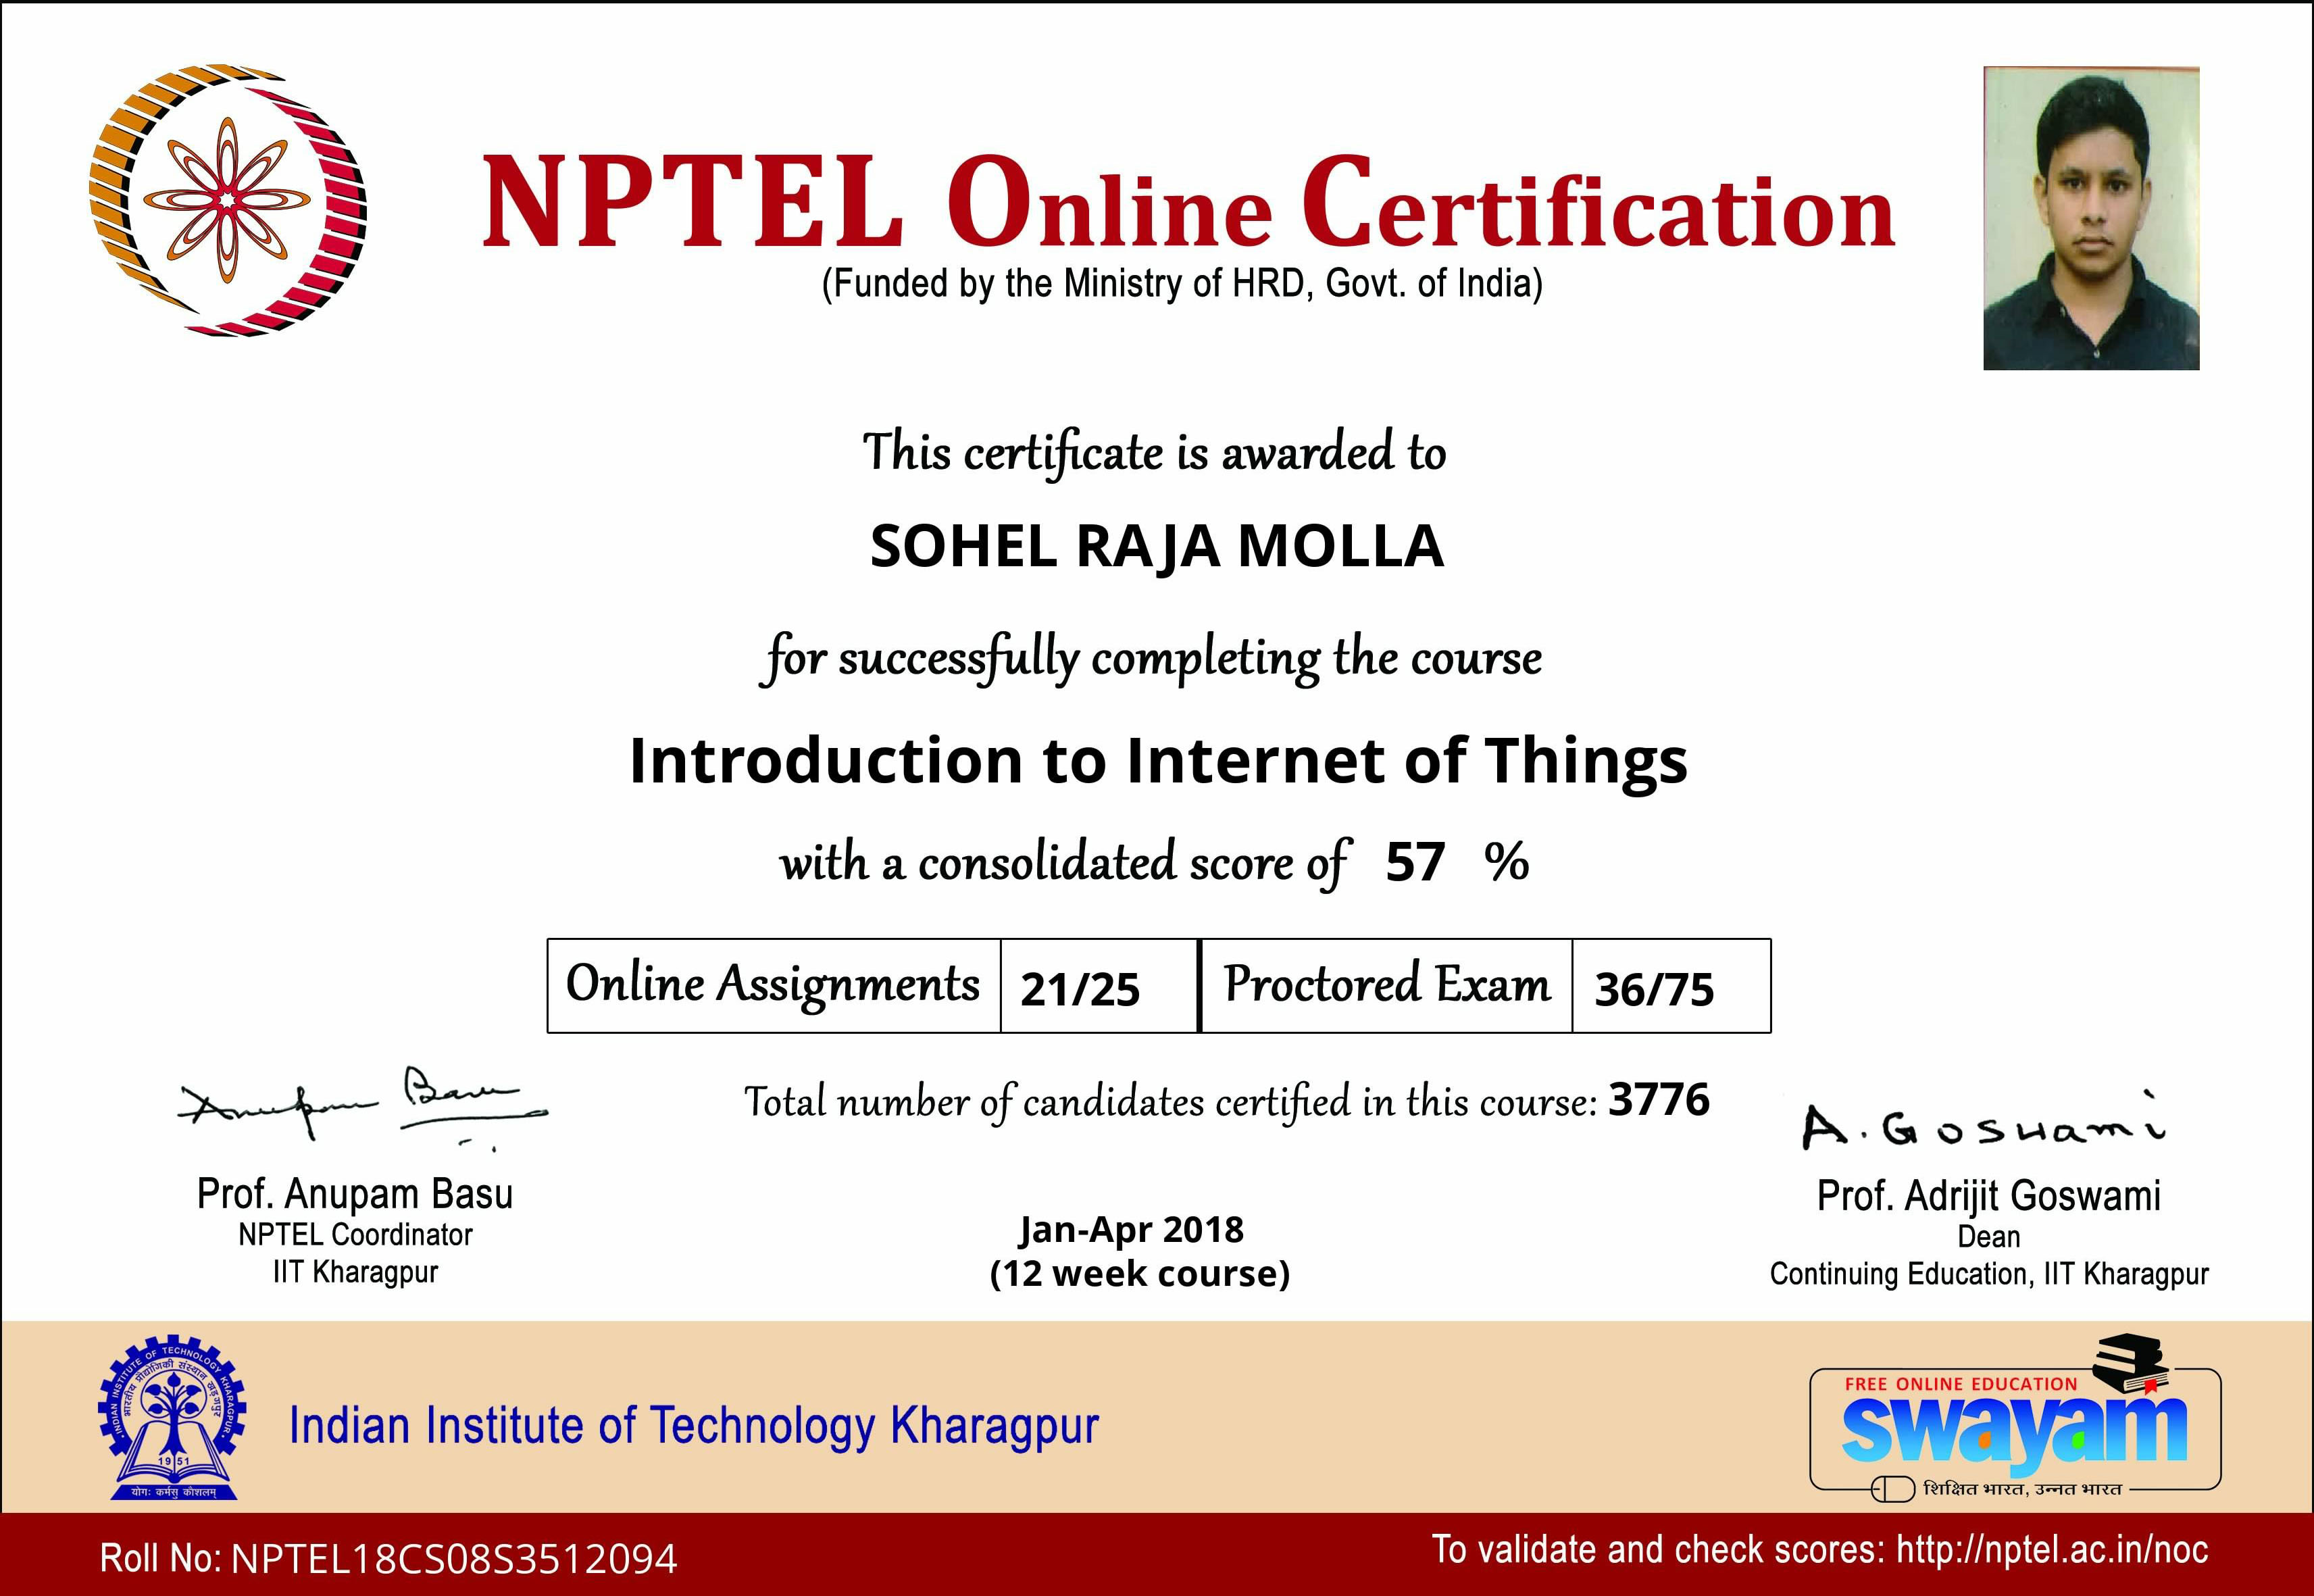 NPTEL Online Certification
(Funded by the Ministry of HRD, Govt. of India)
This certificate is awarded to
SOHEL RAJA MOLLA
for successfully completing the course
Introduction to Internet of Things
with a consolidated score of 57 %
Online Assignments 21/25 Proctored Exam 36/75
Total number of candidates certified in this course: 3776
Anupam Basu
A. Goswami
Prof. Anupam Basu
NPTEL Coordinator
IIT Kharagpur
Jan-Apr 2018
(12 week course)
Prof. Adrijit Goswami
Dean
Continuing Education, IIT Kharagpur
INDIAN INSTITUTE OF TECHNOLOGY KHARAGPUR
भारतीय प्रौद्योगिकी संस्थान खड़गपुर
1951
योगः कर्मसु कौशलम्
Indian Institute of Technology Kharagpur
FREE ONLINE EDUCATION
swayam
शिक्षित भारत, उन्नत भारत
Roll No: NPTEL18CS08S3512094
To validate and check scores: http://nptel.ac.in/noc